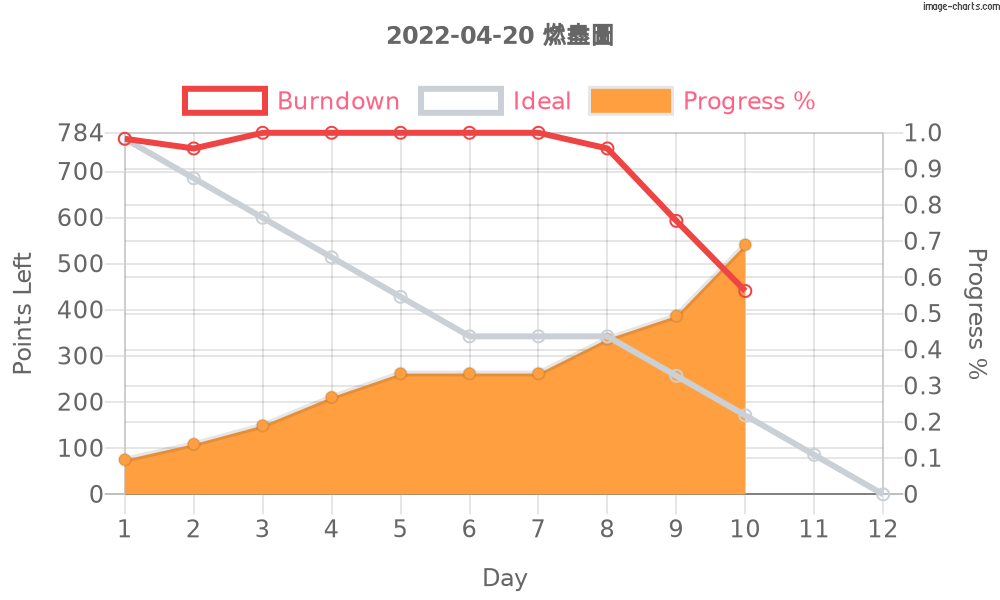 image-charts.com
2022-04-20 燃盡圖
Burndown Ideal Progress %
784 1.0
700 0.9
600 0.8
500 0.7
400 0.6
300 0.5
200 0.4
100 0.3
0 0.2
0.1
0
Points Left
Progress %
1 2 3 4 5 6 7 8 9 10 11 12
Day